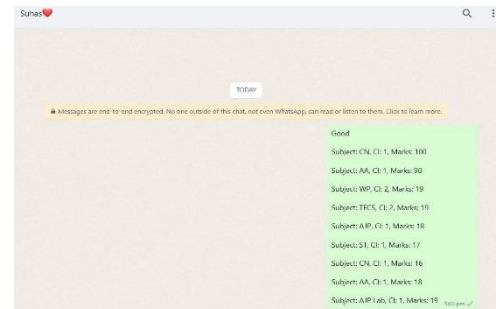 Suhas❤️
TODAY
Messages are end-to-end encrypted. No one outside of this chat, not even WhatsApp, can read or listen to them. Click to learn more.
Good
Subject: CN, CI: 1, Marks: 100
Subject: AA, CI: 1, Marks: 90
Subject: WP, CI: 2, Marks: 19
Subject: TFCS, CI: 2, Marks: 19
Subject: AIP, CI: 1, Marks: 18
Subject: ST, CI: 1, Marks: 17
Subject: CN, CI: 1, Marks: 16
Subject: AA, CI: 1, Marks: 18
Subject: AIP Lab, CI: 1, Marks: 19